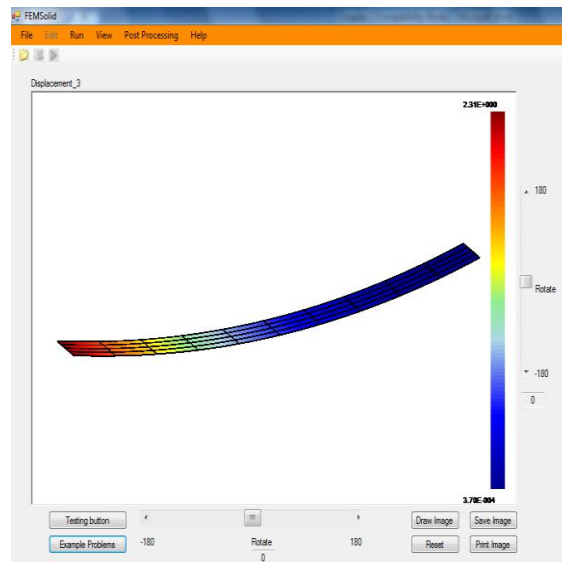 FEMSolid
File Edit Run View Post Processing Help
Displacement_3
2.31E+000
180
Rotate
-180
0
3.70E-004
Testing button
Draw Image Save Image
Example Problems -180 Rotate 180 Reset Print Image
0